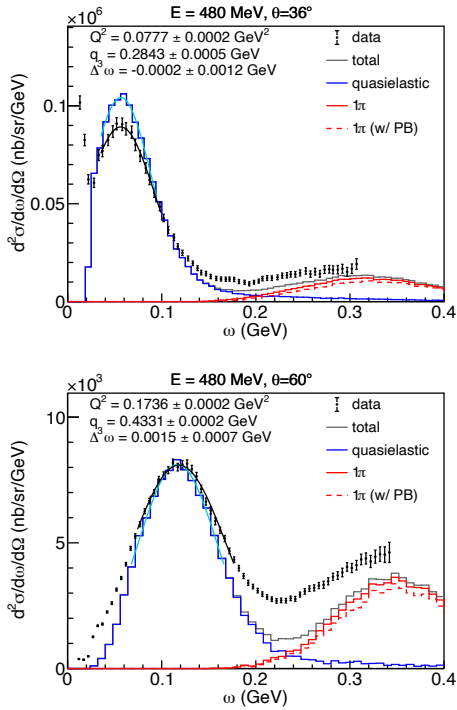 ×10⁶
E = 480 MeV, θ=36°
Q² = 0.0777 ± 0.0002 GeV²
q₃ = 0.2843 ± 0.0005 GeV
Δω = -0.0002 ± 0.0012 GeV
data
total
quasielastic
1π
1π (w/ PB)
d²σ/dω/dΩ (nb/sr/GeV)
0.1
0.05
0
0 0.1 0.2 0.3 0.4
ω (GeV)
×10³
E = 480 MeV, θ=60°
Q² = 0.1736 ± 0.0002 GeV²
q₃ = 0.4331 ± 0.0002 GeV
Δω = 0.0015 ± 0.0007 GeV
data
total
quasielastic
1π
1π (w/ PB)
d²σ/dω/dΩ (nb/sr/GeV)
10
5
0
0 0.1 0.2 0.3 0.4
ω (GeV)